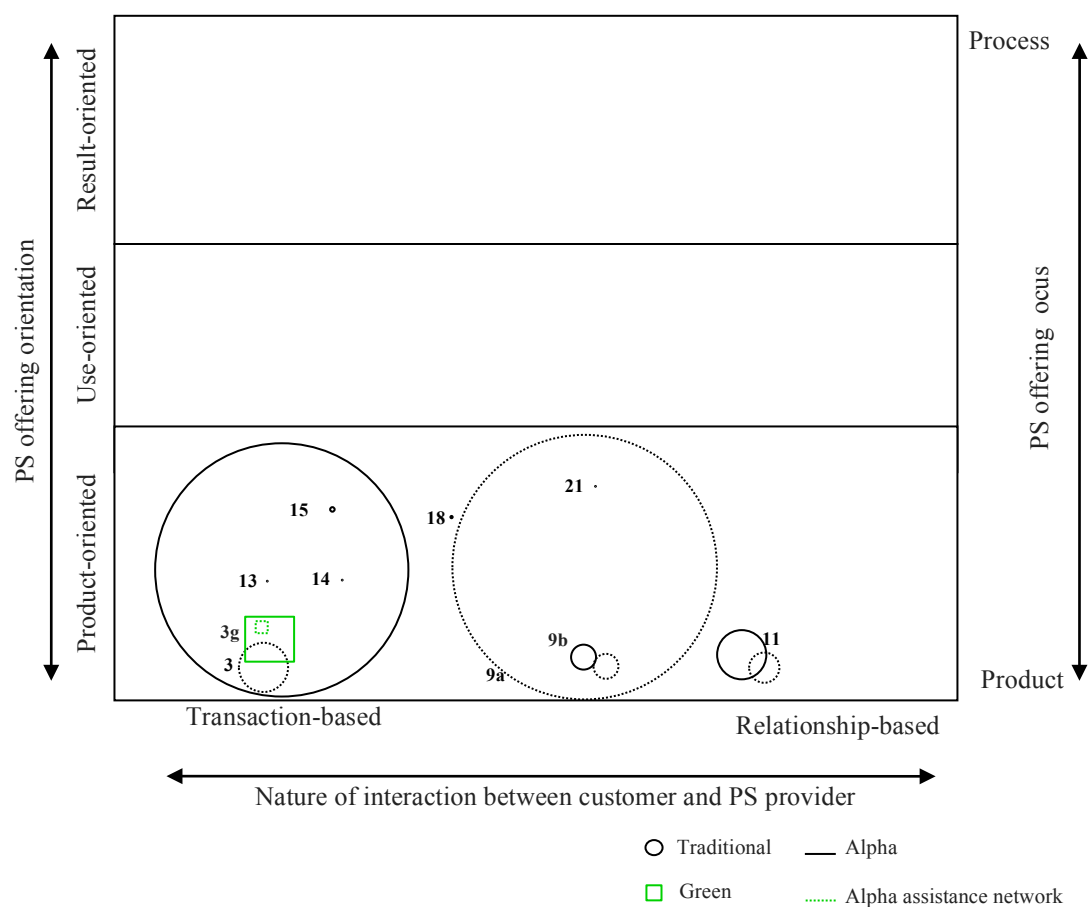 Process
Result-oriented
Use-oriented
Product-oriented
PS offering orientation
PS offering ocus
15
13
14
3g
3
18
21
9b
9a
11
Product
Transaction-based
Relationship-based
Nature of interaction between customer and PS provider
Traditional
Alpha
Green
Alpha assistance network